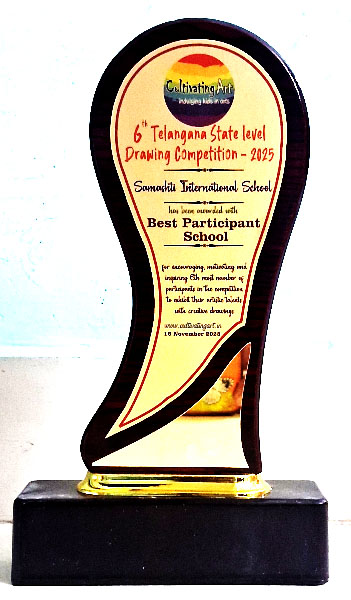 Cultivating Art
indulging kids in arts
6th Telangana State level
Drawing Competition - 2025
Samashti International School
has been awarded with
Best Participant
School
for encouraging, motivating and
inspiring 6th most number of
participants in the competition
to exhibit their artistic talents
with creative drawings
www.cultivatingart.in
16 November 2025